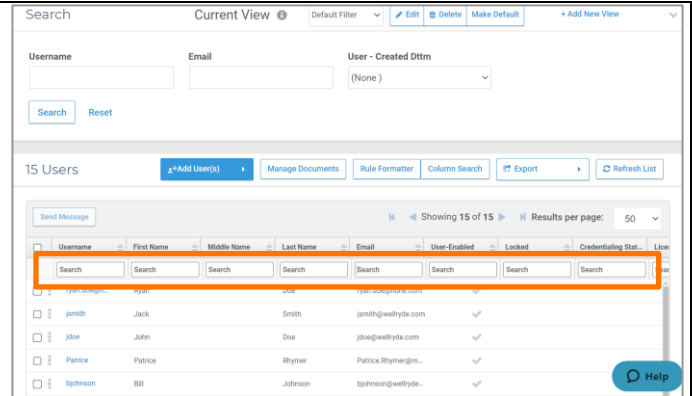 Search Current View Default Filter Edit Delete Make Default + Add New View
Username Email User - Created Dttm
(None )
Search Reset
15 Users +Add User(s) Manage Documents Rule Formatter Column Search Export Refresh List
Send Message Showing 15 of 15 Results per page: 50
Username First Name Middle Name Last Name Email User-Enabled Locked Credentialing Stat... Lice
Search Search Search Search Search Search Search Search
Ryan Doe ryan.doe@none.com
jsmith Jack Smith jsmith@wellryde.com
jdoe John Doe jdoe@wellryde.com
Patrice Patrice Rhymer Patrice.Rhymer@m...
bjohnson Bill Johnson bjohnson@wellryde...
Help